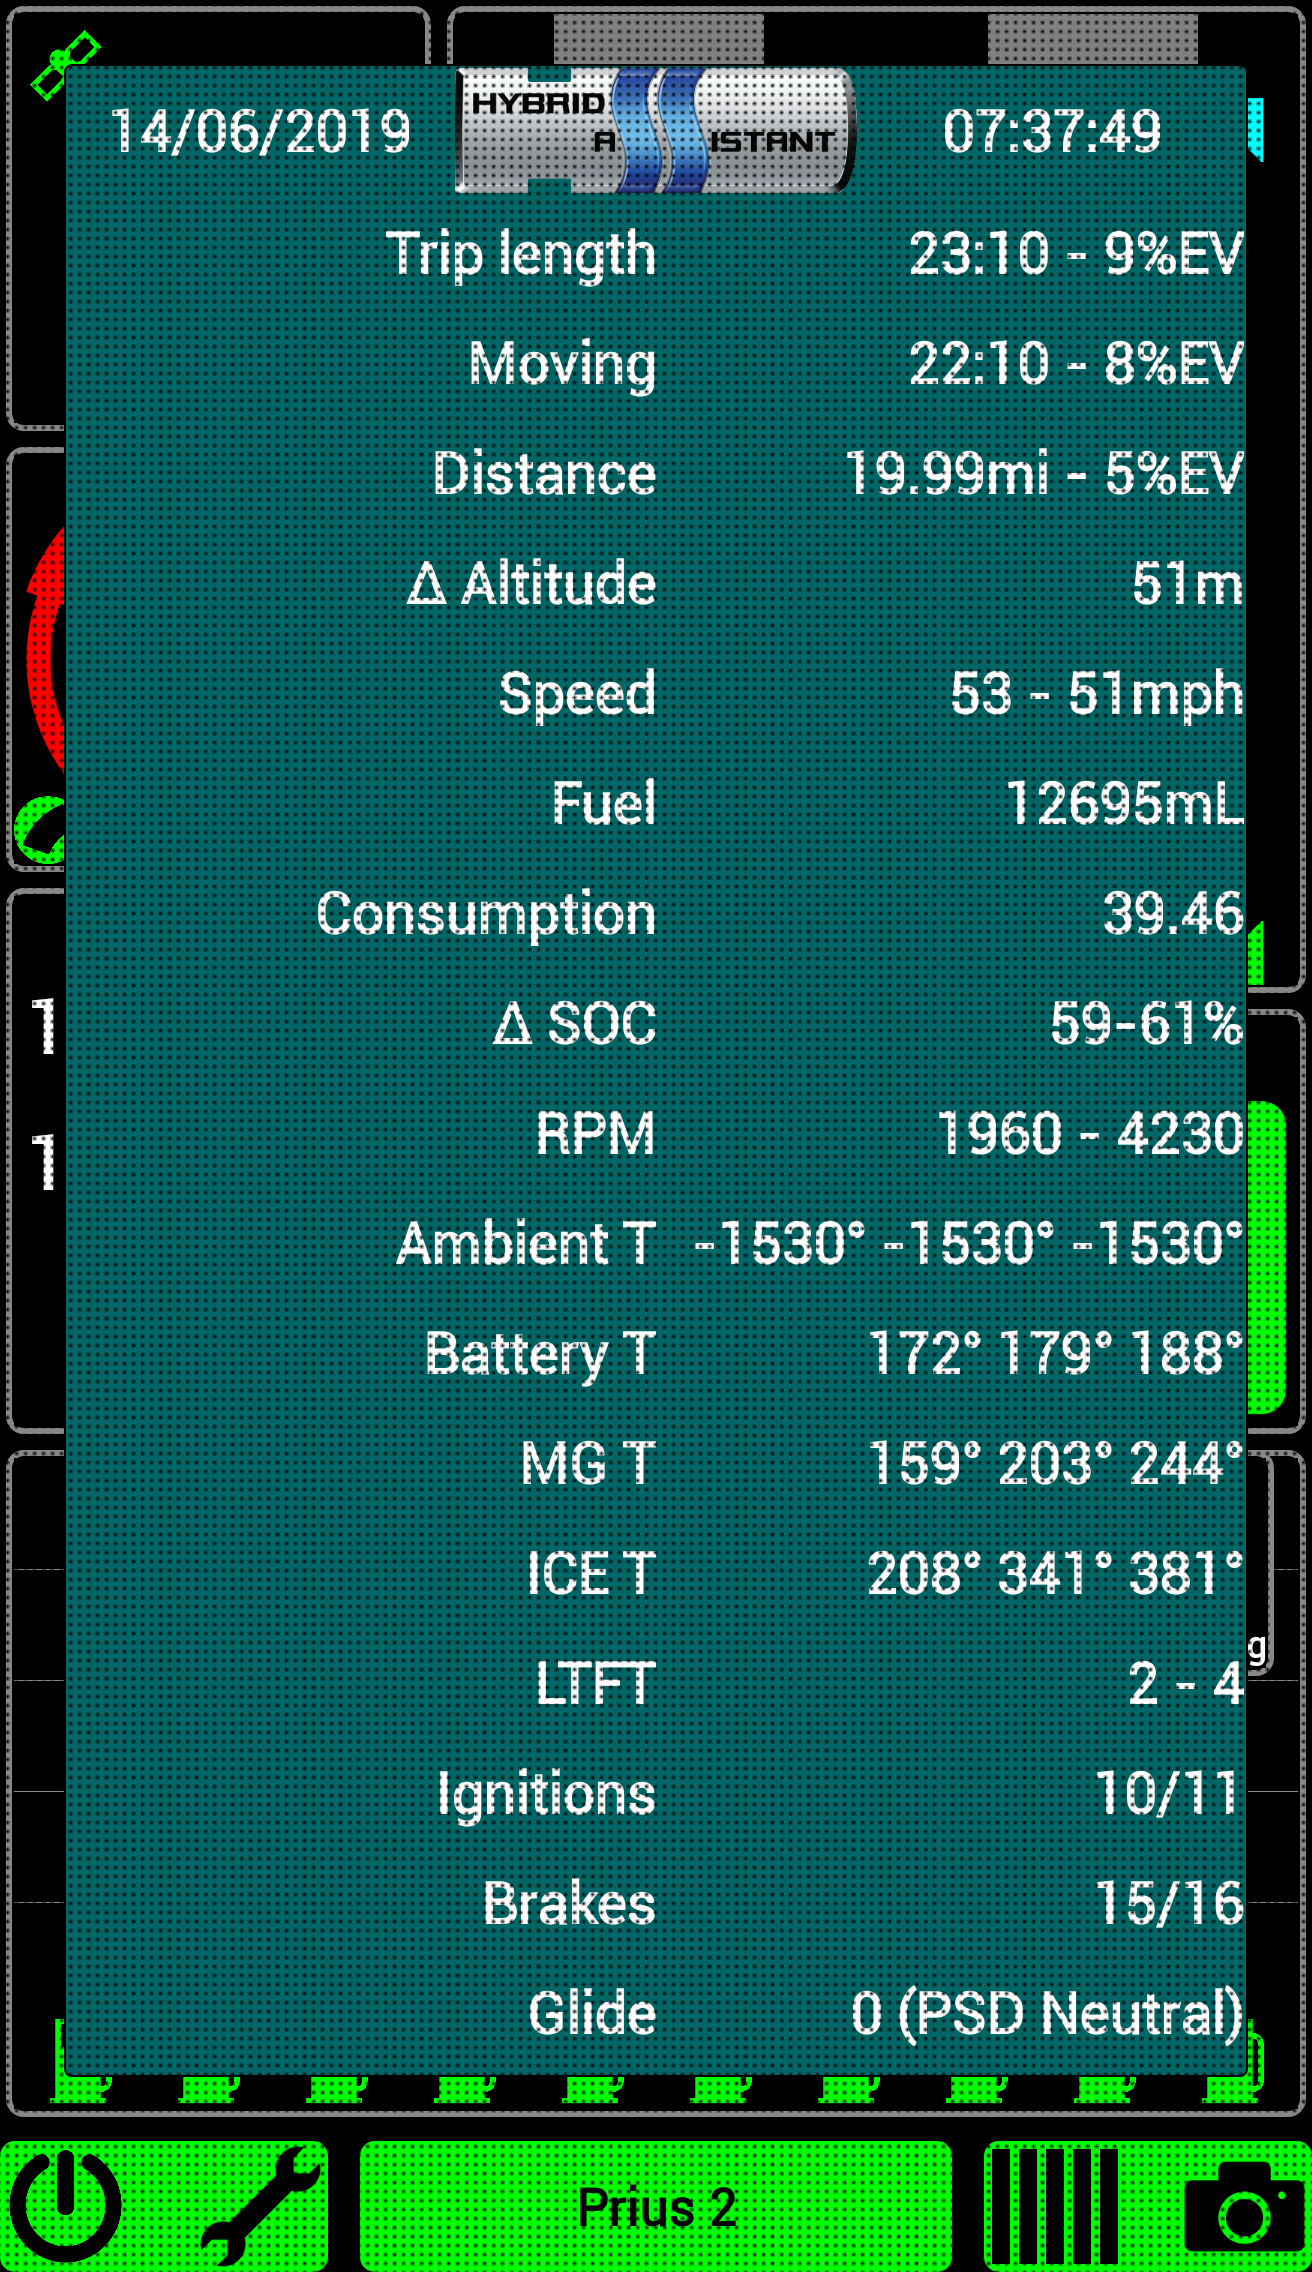 HYBRID
14/06/2019
A ISTANT
07:37:49
Trip length 23:10 - 9%EV
Moving 22:10 - 8%EV
Distance 19.99mi - 5%EV
Δ Altitude 51m
Speed 53 - 51mph
Fuel 12695mL
Consumption 39.46
1
Δ SOC 59-61%
RPM 1960 - 4230
1
Ambient T -1530° -1530° -1530°
Battery T 172° 179° 188°
MG T 159° 203° 244°
ICE T 208° 341° 381°
g
LTFT 2 - 4
Ignitions 10/11
Brakes 15/16
Glide 0 (PSD Neutral)
Prius 2